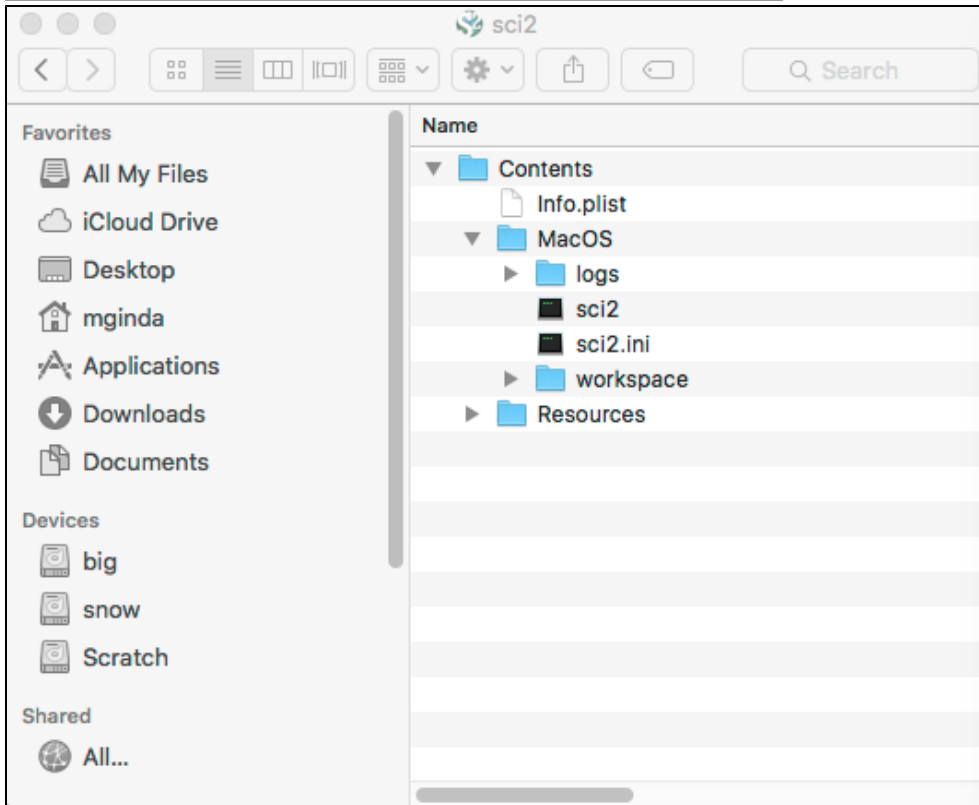 sci2
Search
Favorites
All My Files
iCloud Drive
Desktop
mginda
Applications
Downloads
Documents
Devices
big
snow
Scratch
Shared
All...
Name
Contents
Info.plist
MacOS
logs
sci2
sci2.ini
workspace
Resources